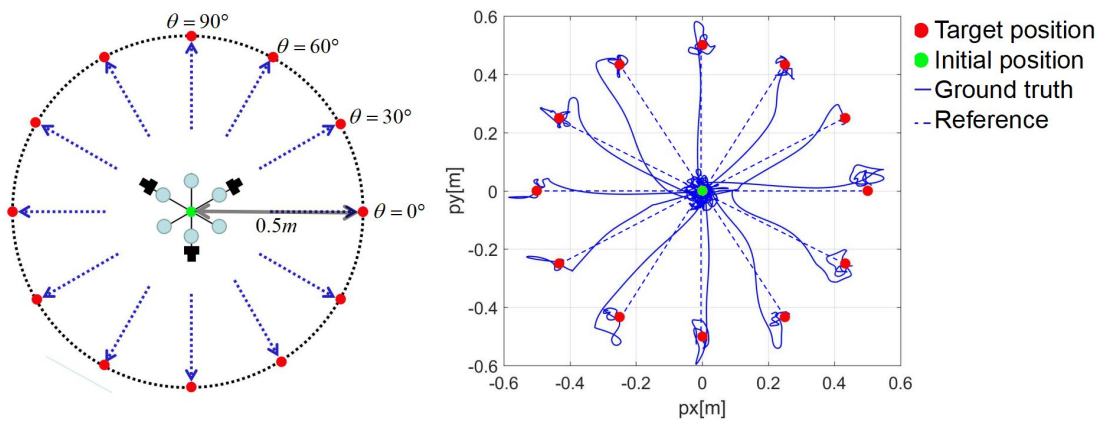 θ = 90°
θ = 60°
θ = 30°
θ = 0°
0.5m
0.6
0.4
0.2
0
-0.2
-0.4
-0.6
py[m]
-0.6
-0.4
-0.2
0
0.2
0.4
0.6
px[m]
Target position
Initial position
Ground truth
Reference